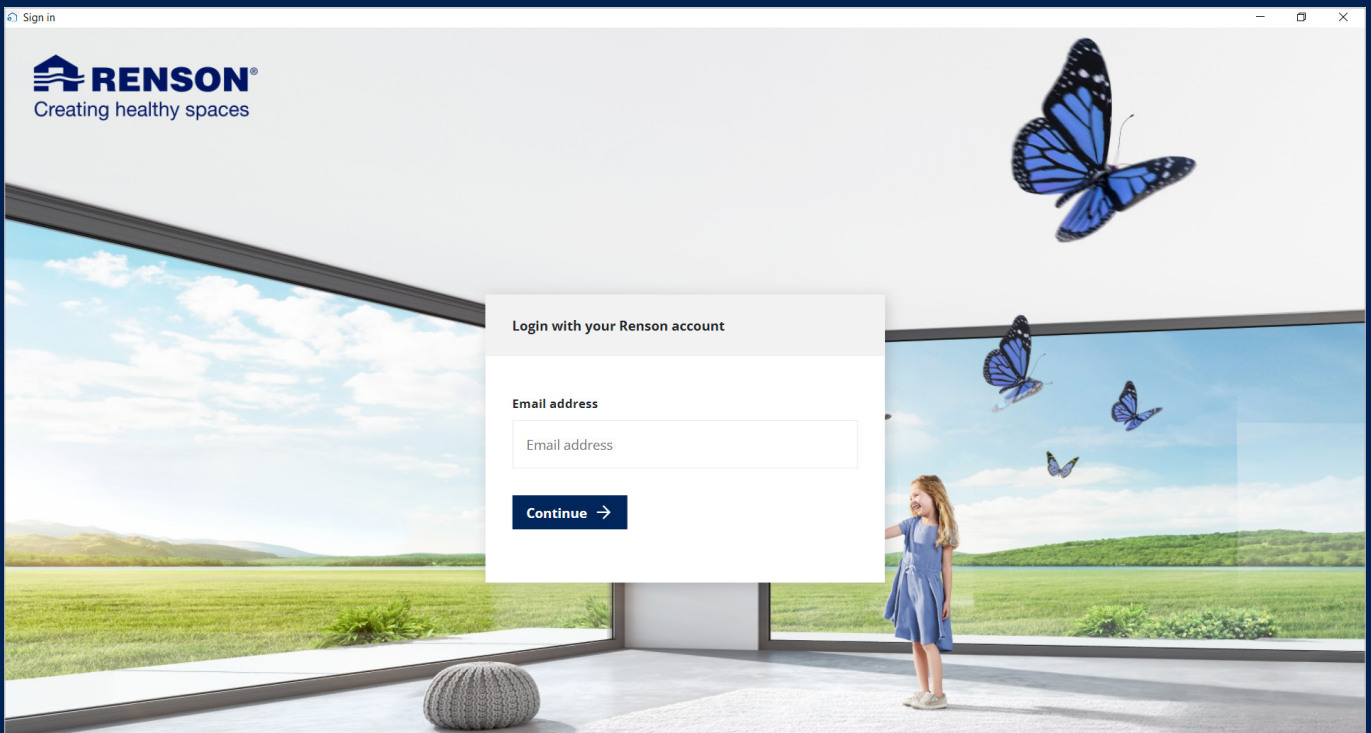 Sign in
RENSON®
Creating healthy spaces
Login with your Renson account
Email address
Email address
Continue